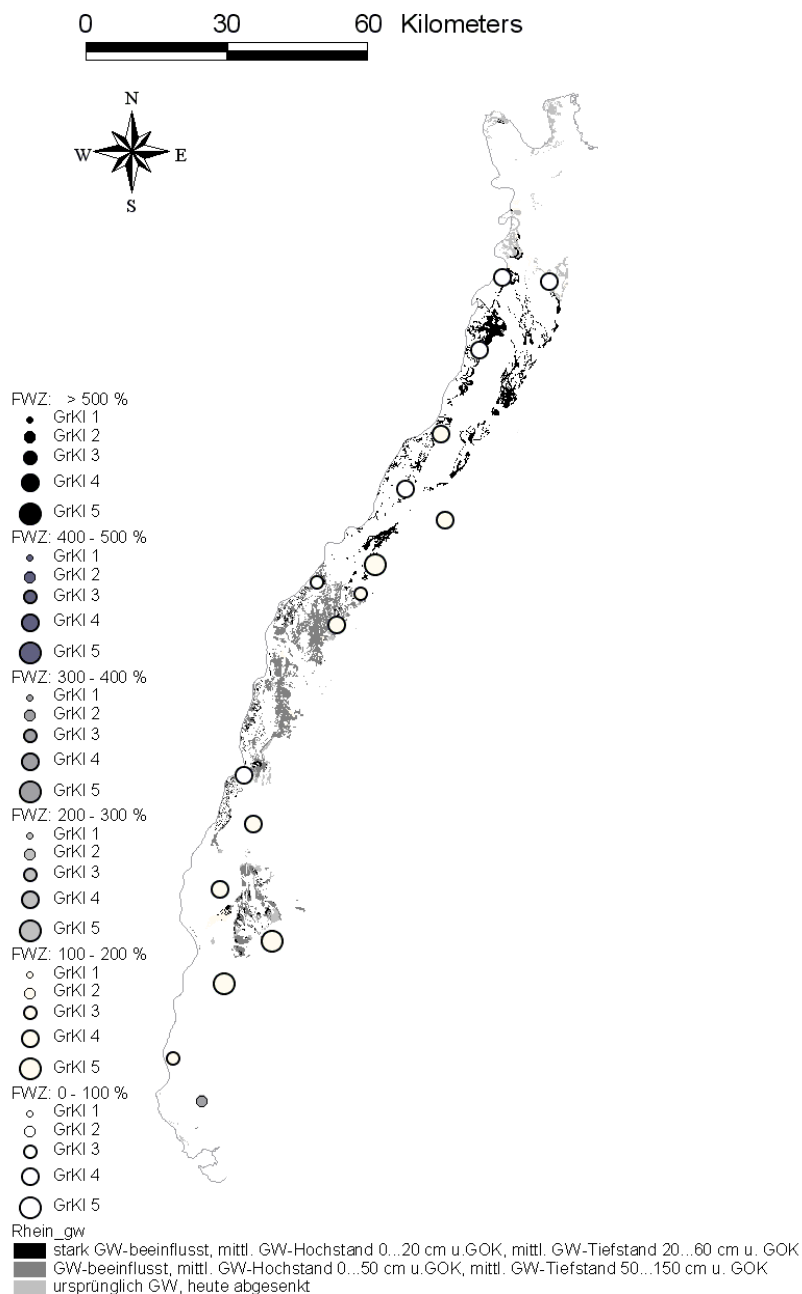 0 30 60 Kilometers
N
W E
S
FWZ: > 500 %
GrKl 1
GrKl 2
GrKl 3
GrKl 4
GrKl 5
FWZ: 400 - 500 %
GrKl 1
GrKl 2
GrKl 3
GrKl 4
GrKl 5
FWZ: 300 - 400 %
GrKl 1
GrKl 2
GrKl 3
GrKl 4
GrKl 5
FWZ: 200 - 300 %
GrKl 1
GrKl 2
GrKl 3
GrKl 4
GrKl 5
FWZ: 100 - 200 %
GrKl 1
GrKl 2
GrKl 3
GrKl 4
GrKl 5
FWZ: 0 - 100 %
GrKl 1
GrKl 2
GrKl 3
GrKl 4
GrKl 5
Rhein_gw
stark GW-beeinflusst, mittl. GW-Hochstand 0...20 cm u.GOK, mittl. GW-Tiefstand 20...60 cm u. GOK
GW-beeinflusst, mittl. GW-Hochstand 0...50 cm u.GOK, mittl. GW-Tiefstand 50...150 cm u. GOK
ursprünglich GW, heute abgesenkt